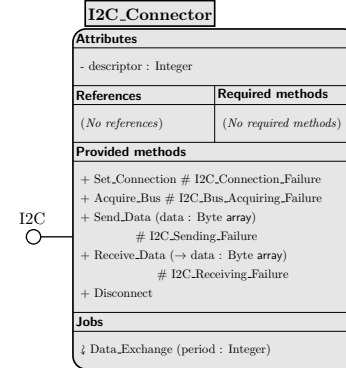 I2C_Connector
Attributes
- descriptor : Integer
References
Required methods
(No references)
(No required methods)
Provided methods
+ Set_Connection # I2C_Connection_Failure
+ Acquire_Bus # I2C_Bus_Acquiring_Failure
+ Send_Data (data : Byte array)
# I2C_Sending_Failure
+ Receive_Data (→ data : Byte array)
# I2C_Receiving_Failure
+ Disconnect
I2C
Jobs
⤹ Data_Exchange (period : Integer)